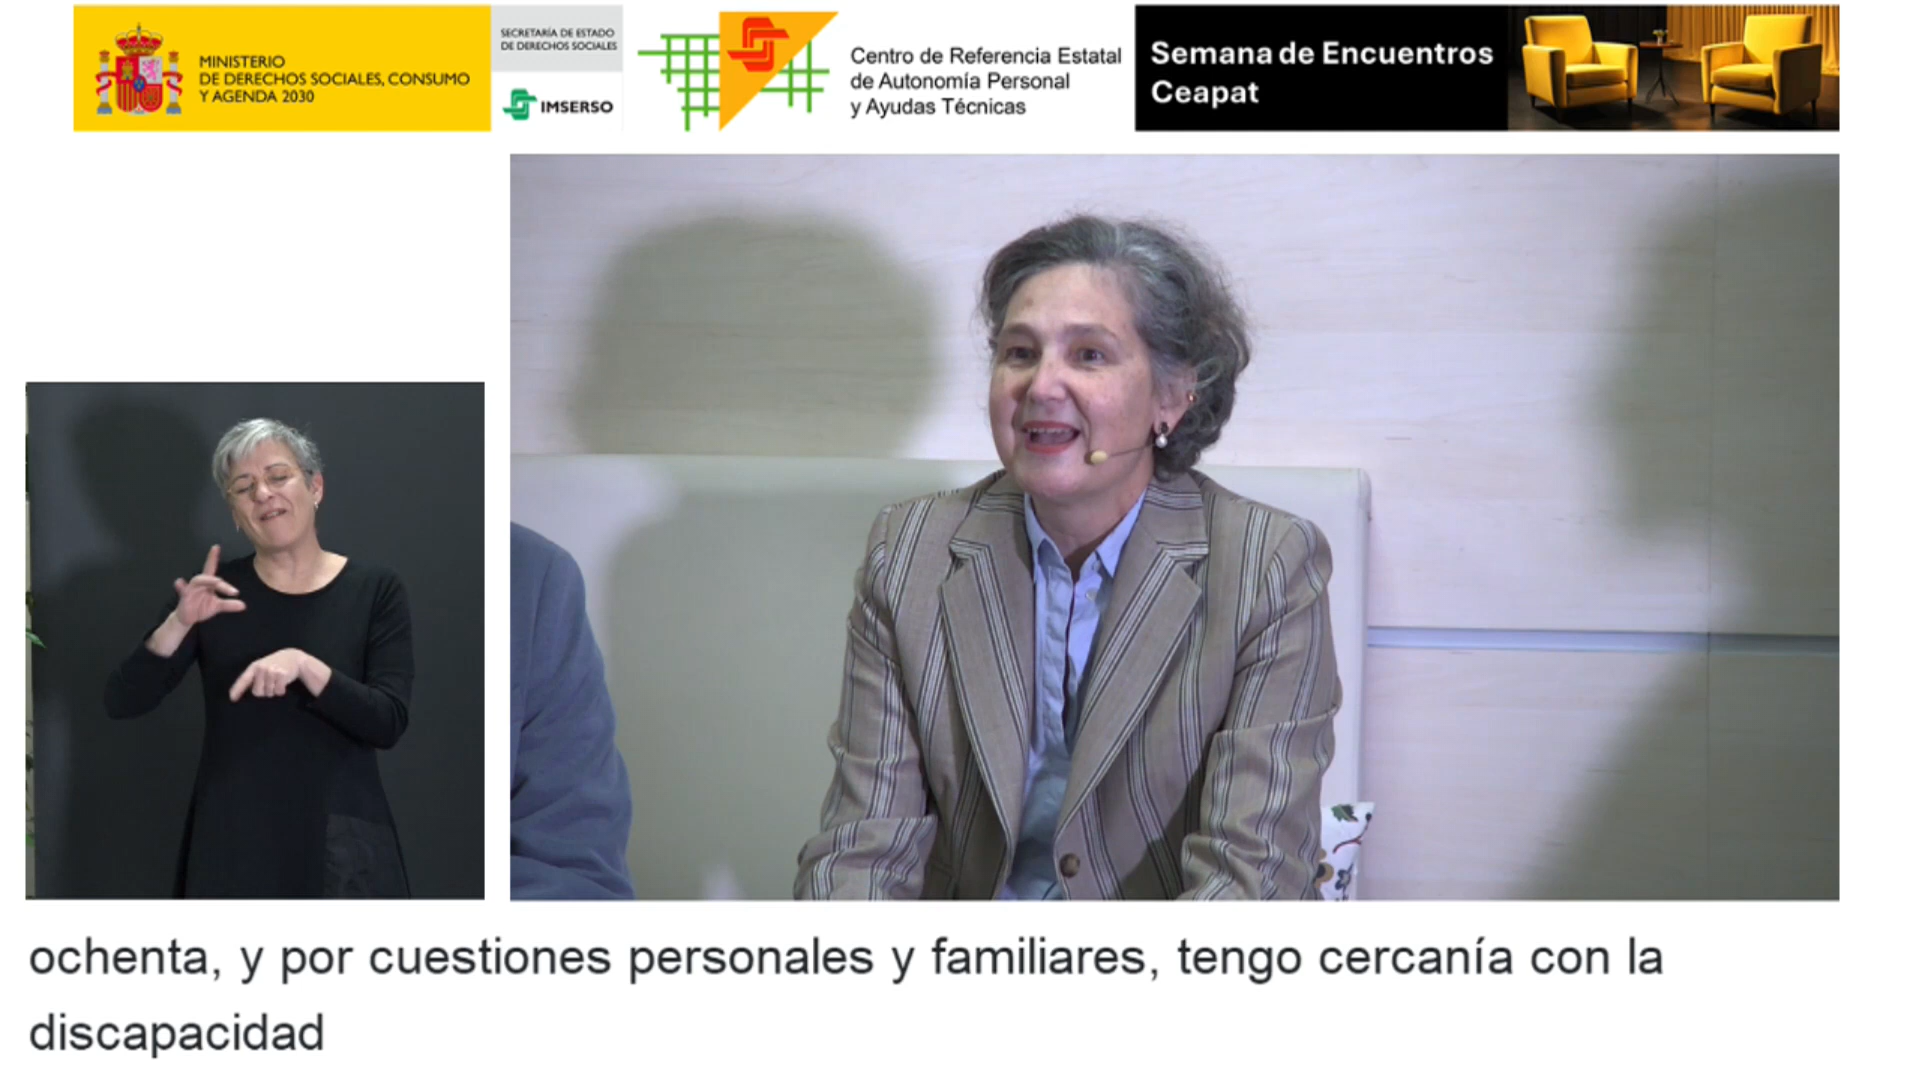 MINISTERIO
DE DERECHOS SOCIALES, CONSUMO
Y AGENDA 2030
SECRETARÍA DE ESTADO
DE DERECHOS SOCIALES
IMSERSO
Centro de Referencia Estatal
de Autonomía Personal
y Ayudas Técnicas
Semana de Encuentros
Ceapat
ochenta, y por cuestiones personales y familiares, tengo cercanía con la
discapacidad